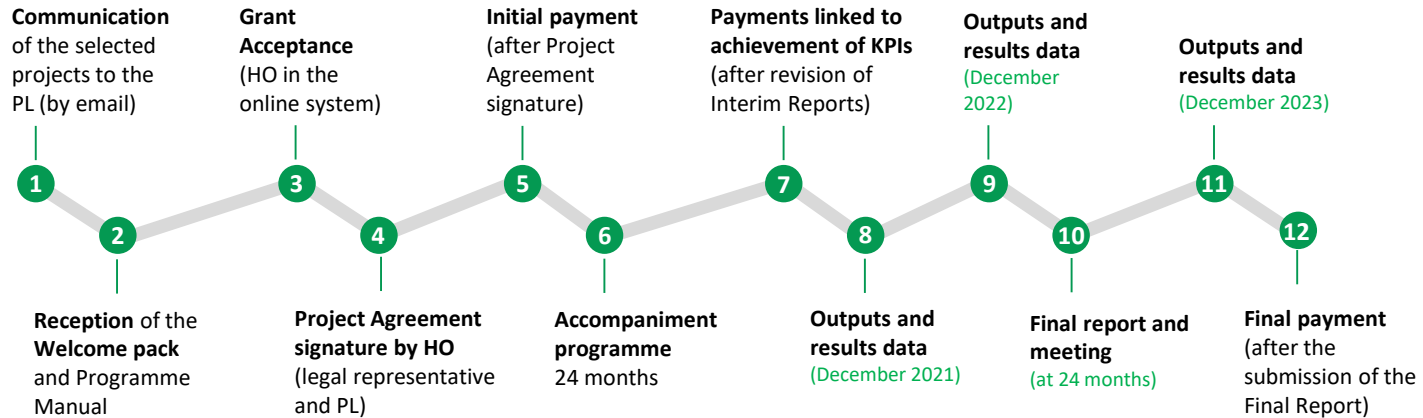 Communication
of the selected
projects to the
PL (by email)
Grant
Acceptance
(HO in the
online system)
Initial payment
(after Project
Agreement
signature)
Payments linked to
achievement of KPIs
(after revision of
Interim Reports)
Outputs and
results data
(December
2022)
Outputs and
results data
(December 2023)
1
2
3
4
5
6
7
8
9
10
11
12
Reception of the
Welcome pack
and Programme
Manual
Project Agreement
signature by HO
(legal representative
and PL)
Accompaniment
programme
24 months
Outputs and
results data
(December 2021)
Final report and
meeting
(at 24 months)
Final payment
(after the
submission of the
Final Report)